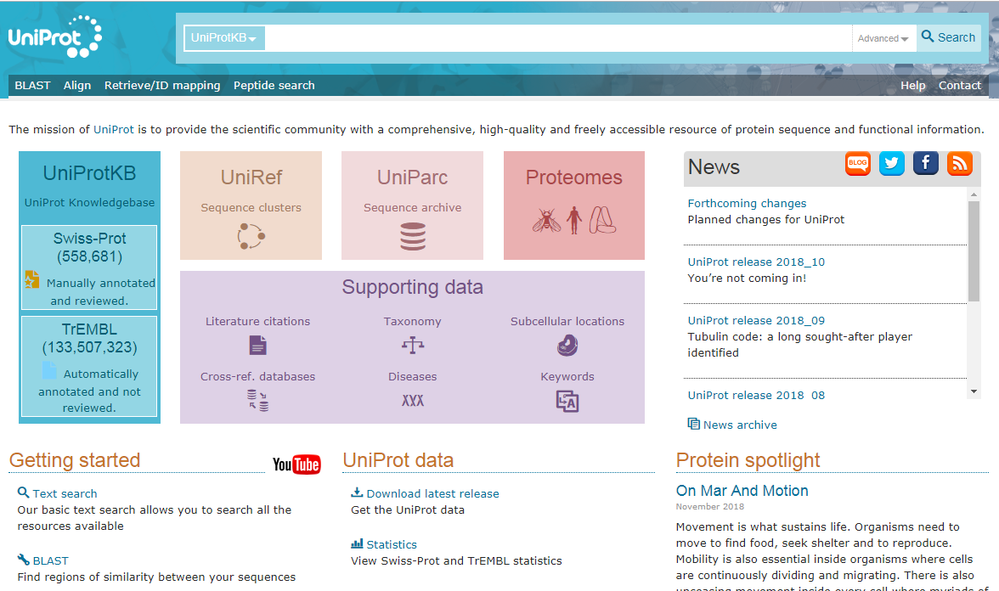 UniProt
UniProtKB
Advanced
Search
BLAST Align Retrieve/ID mapping Peptide search Help Contact
The mission of UniProt is to provide the scientific community with a comprehensive, high-quality and freely accessible resource of protein sequence and functional information.
UniProtKB
UniProt Knowledgebase
Swiss-Prot
(558,681)
Manually annotated
and reviewed.
TrEMBL
(133,507,323)
Automatically
annotated and not
reviewed.
UniRef
Sequence clusters
UniParc
Sequence archive
Proteomes
Supporting data
Literature citations
Taxonomy
Subcellular locations
Cross-ref. databases
Diseases
Keywords
News
BLOG
Forthcoming changes
Planned changes for UniProt
UniProt release 2018_10
You’re not coming in!
UniProt release 2018_09
Tubulin code: a long sought-after player
identified
UniProt release 2018_08
News archive
Getting started
YouTube
Text search
Our basic text search allows you to search all the
resources available
BLAST
Find regions of similarity between your sequences
UniProt data
Download latest release
Get the UniProt data
Statistics
View Swiss-Prot and TrEMBL statistics
Protein spotlight
On Mar And Motion
November 2018
Movement is what sustains life. Organisms need to
move to find food, seek shelter and to reproduce.
Mobility is also essential inside organisms where cells
are continuously dividing and migrating. There is also
unceasing movement inside every cell where myriads of